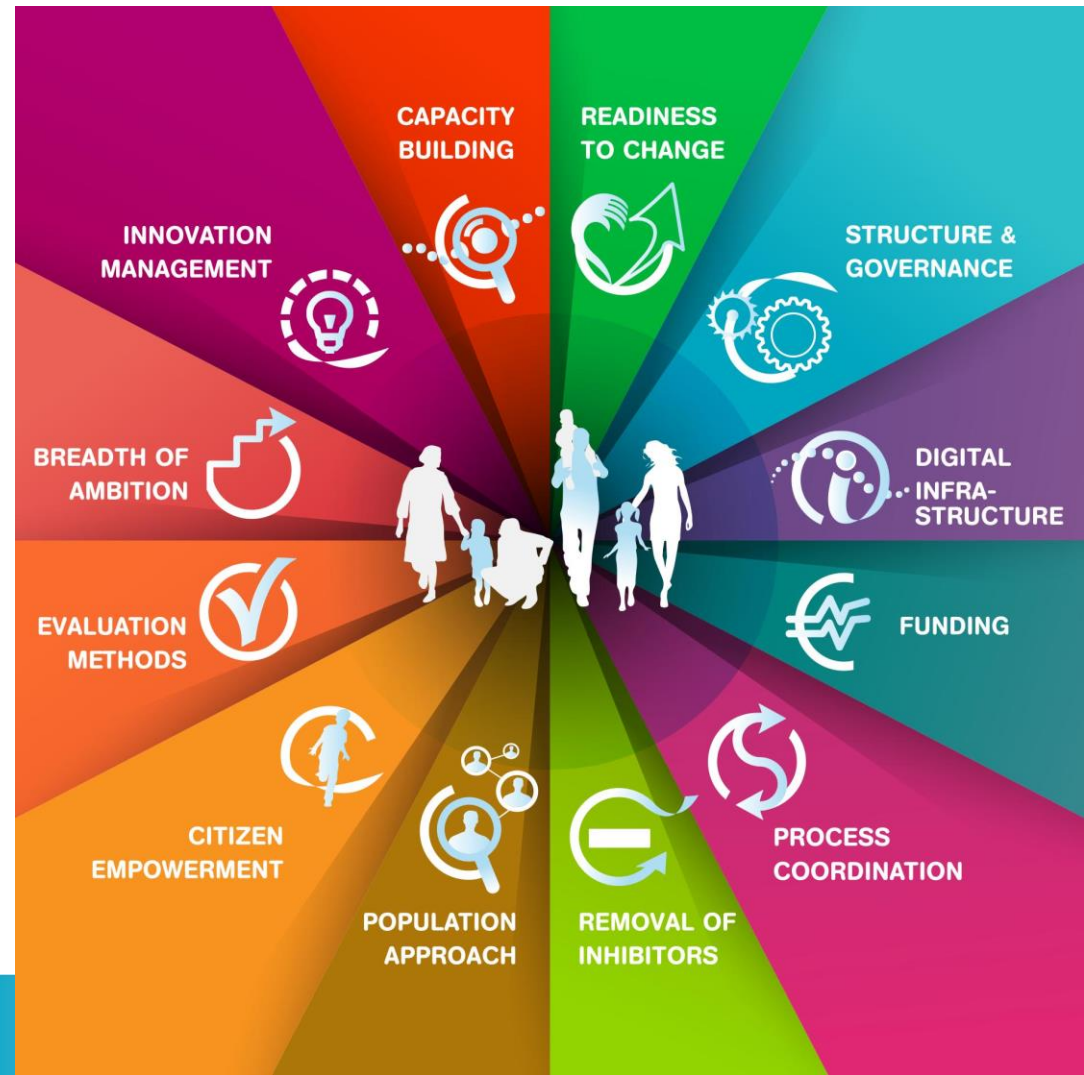 CAPACITY
BUILDING
READINESS
TO CHANGE
STRUCTURE &
GOVERNANCE
DIGITAL
INFRA-
STRUCTURE
FUNDING
PROCESS
COORDINATION
REMOVAL OF
INHIBITORS
POPULATION
APPROACH
CITIZEN
EMPOWERMENT
EVALUATION
METHODS
BREADTH OF
AMBITION
INNOVATION
MANAGEMENT